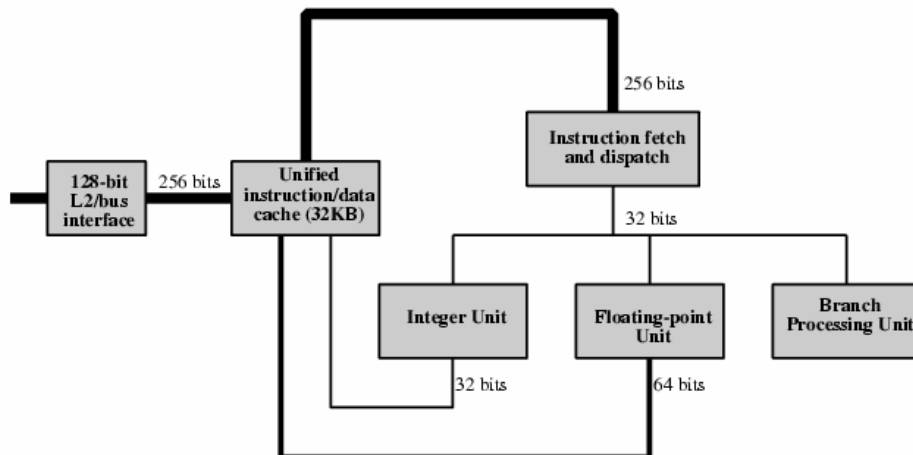 256 bits
Instruction fetch
and dispatch
128-bit
L2/bus
interface
256 bits
Unified
instruction/data
cache (32KB)
32 bits
Integer Unit
Floating-point
Unit
Branch
Processing Unit
32 bits
64 bits